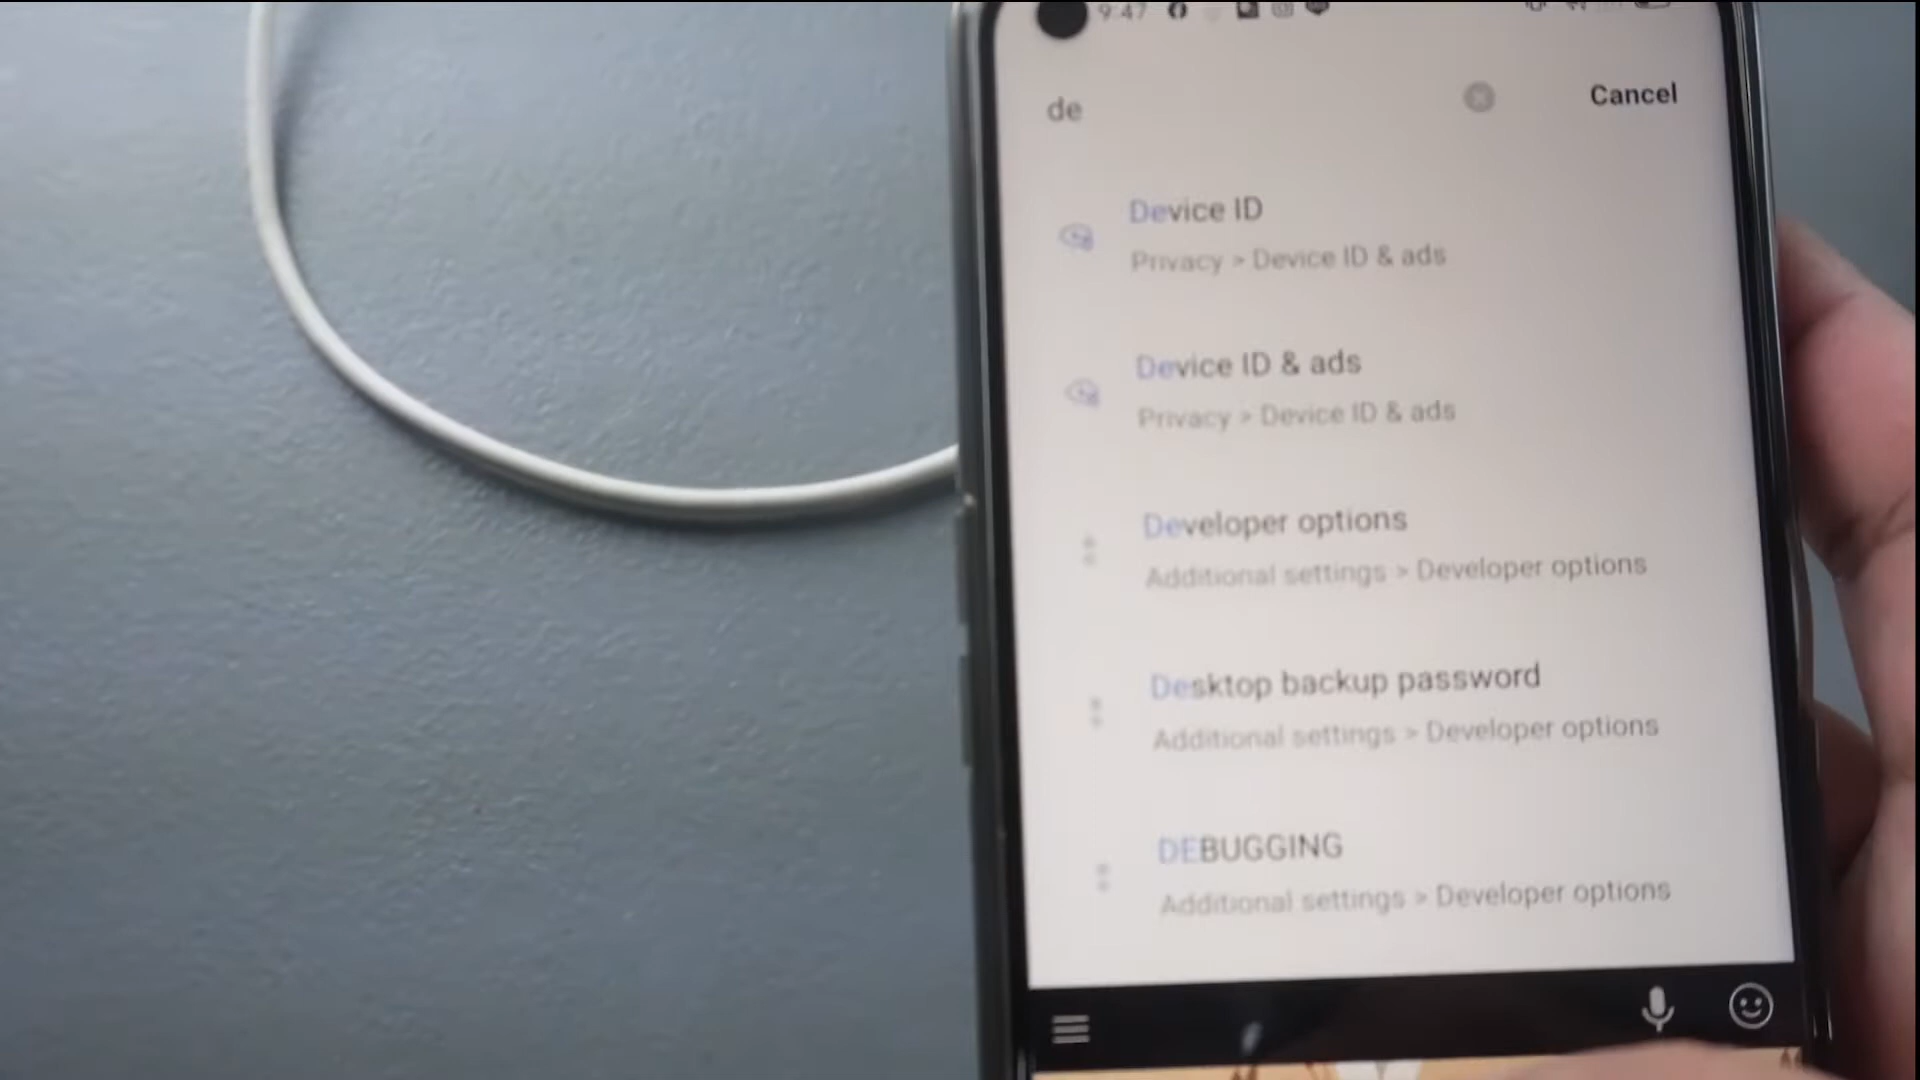 9:47
de
Cancel
Device ID
Privacy > Device ID & ads
Device ID & ads
Privacy > Device ID & ads
Developer options
Additional settings > Developer options
Desktop backup password
Additional settings > Developer options
DEBUGGING
Additional settings > Developer options